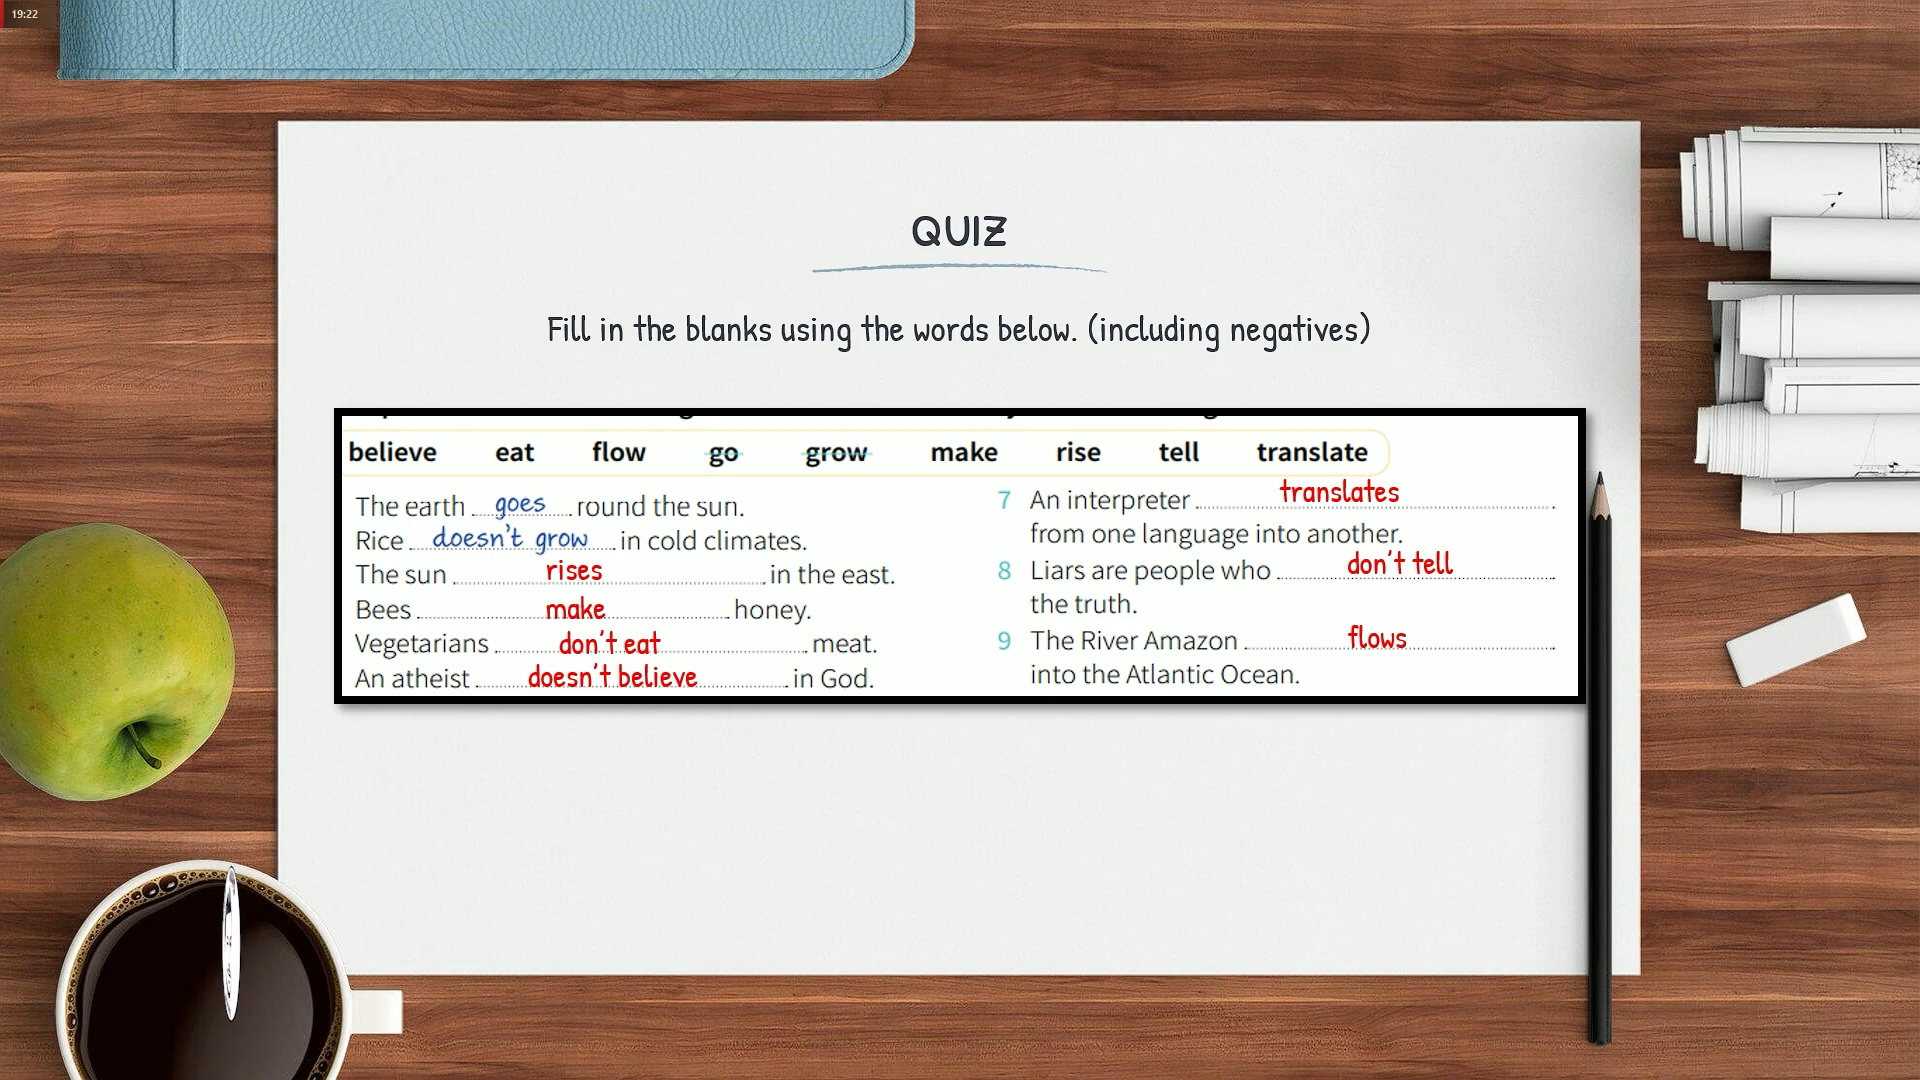 19:22
QUIZ
Fill in the blanks using the words below. (including negatives)
believe eat flow go grow make rise tell translate
The earth goes round the sun.
Rice doesn't grow in cold climates.
The sun rises in the east.
Bees make honey.
Vegetarians don't eat meat.
An atheist doesn't believe in God.
7 An interpreter translates
from one language into another.
8 Liars are people who don't tell
the truth.
9 The River Amazon flows
into the Atlantic Ocean.